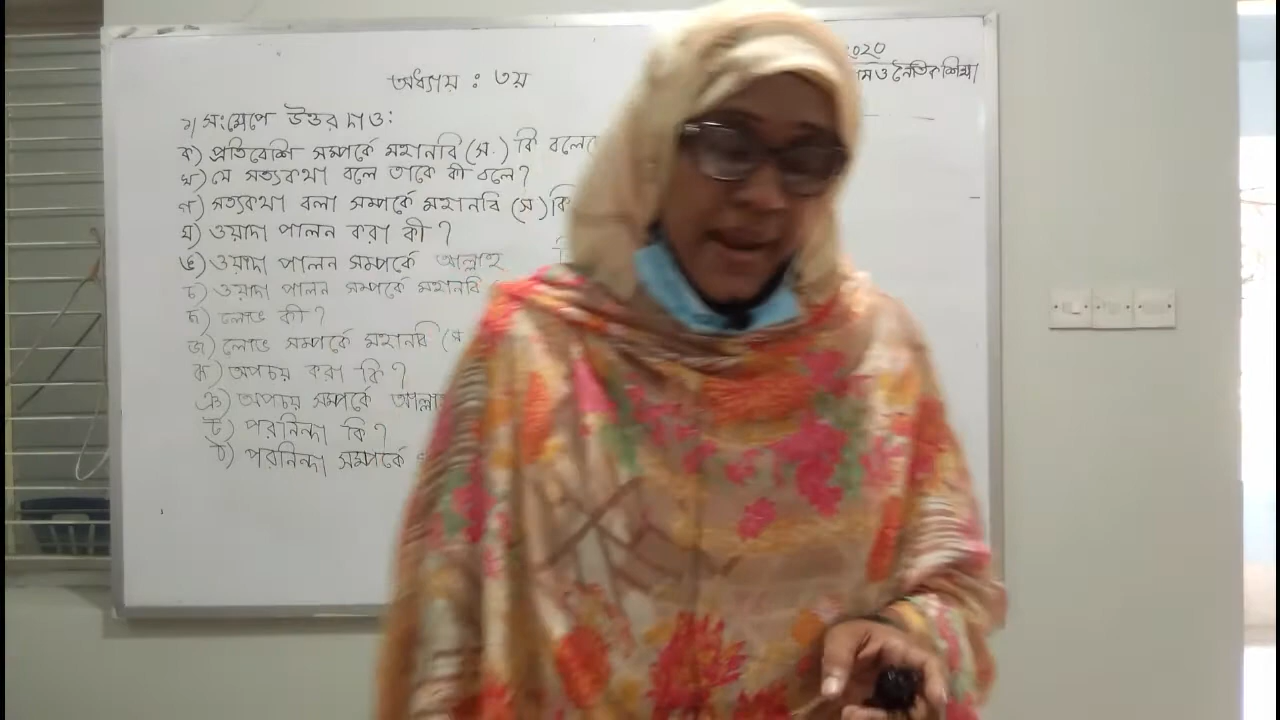 ২০২০
ও নৈতিক শিক্ষা
অধ্যায় : ৩য়
১। সংক্ষেপে উত্তর দাও:
ক) প্রতিবেশি সম্পর্কে মহানবি (স.) কি
খ) যে সত্যকথা বলে তাকে কী বলে?
গ) সত্যকথা বলা সম্পর্কে মহানবি (স)
ঘ) ওয়াদা পালন করা কী ?
ঙ) ওয়াদা পালন সম্পর্কে আল্লাহ
চ) ওয়াদা পালন সম্পর্কে মহানবি
ছ) লোভ কী ?
জ) লোভ সম্পর্কে মহানবি (স
ঝ) অপচয় করা কি ?
ঞ) অপচয় সম্পর্কে
ট) পরনিন্দা কি ?
ঠ) পরনিন্দা সম্পর্কে